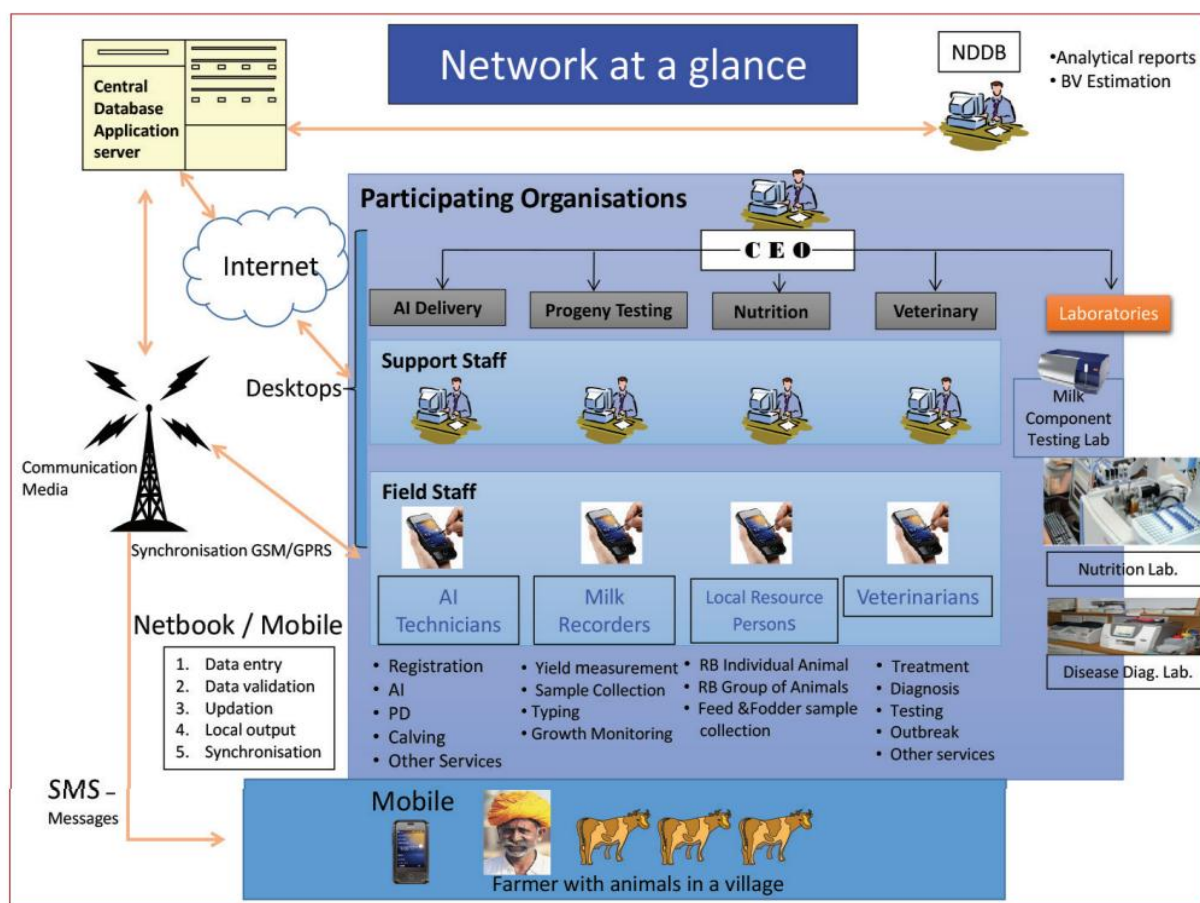 Network at a glance
Central
Database
Application
server
NDDB
•Analytical reports
• BV Estimation
Participating Organisations
CEO
Internet
AI Delivery
Progeny Testing
Nutrition
Veterinary
Laboratories
Support Staff
Desktops
Milk
Component
Testing Lab
Communication
Media
Field Staff
Synchronisation GSM/GPRS
Nutrition Lab.
AI
Technicians
Milk
Recorders
Local Resource
Persons
Veterinarians
Disease Diag. Lab.
Netbook / Mobile
1. Data entry
2. Data validation
3. Updation
4. Local output
5. Synchronisation
• Registration
• AI
• PD
• Calving
• Other Services
• Yield measurement
• Sample Collection
• Typing
• Growth Monitoring
• RB Individual Animal
• RB Group of Animals
• Feed &Fodder sample
collection
• Treatment
• Diagnosis
• Testing
• Outbreak
• Other services
SMS –
Messages
Mobile
Farmer with animals in a village